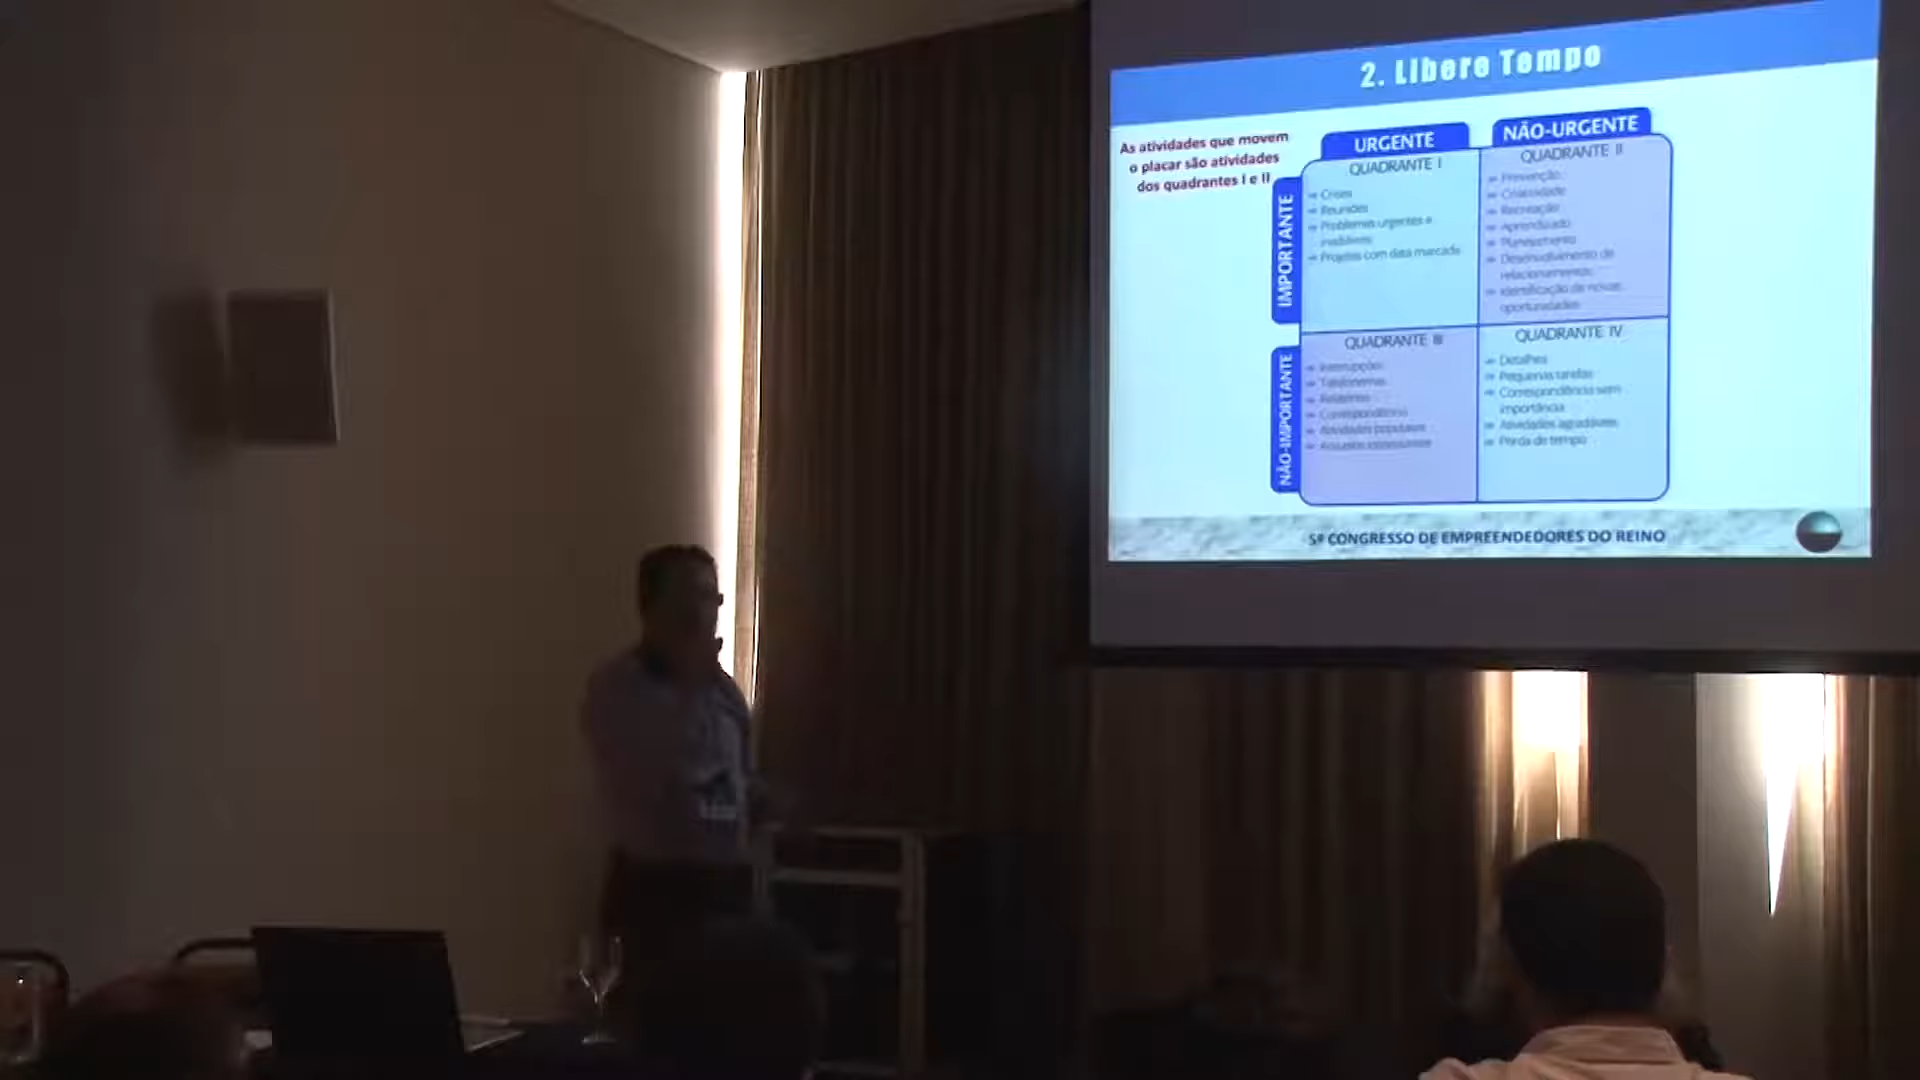 2. Libere Tempo
As atividades que movem
o placar são atividades
dos quadrantes I e II
URGENTE
NÃO-URGENTE
IMPORTANTE
NÃO-IMPORTANTE
QUADRANTE I
Crises
Reuniões
Problemas urgentes e
Projetos com data marcada
QUADRANTE II
Prevenção
Criatividade
Recreação
Aprendizado
Planejamento
Desenvolvimento de
relacionamentos
Identificação de novas
oportunidades
QUADRANTE III
Interrupções
Telefonemas
Relatórios
Correspondência
Atividades populares
Assuntos interessantes
QUADRANTE IV
Detalhes
Pequenas tarefas
Correspondência sem
importância
Atividades agradáveis
Perda de tempo
5º CONGRESSO DE EMPREENDEDORES DO REINO